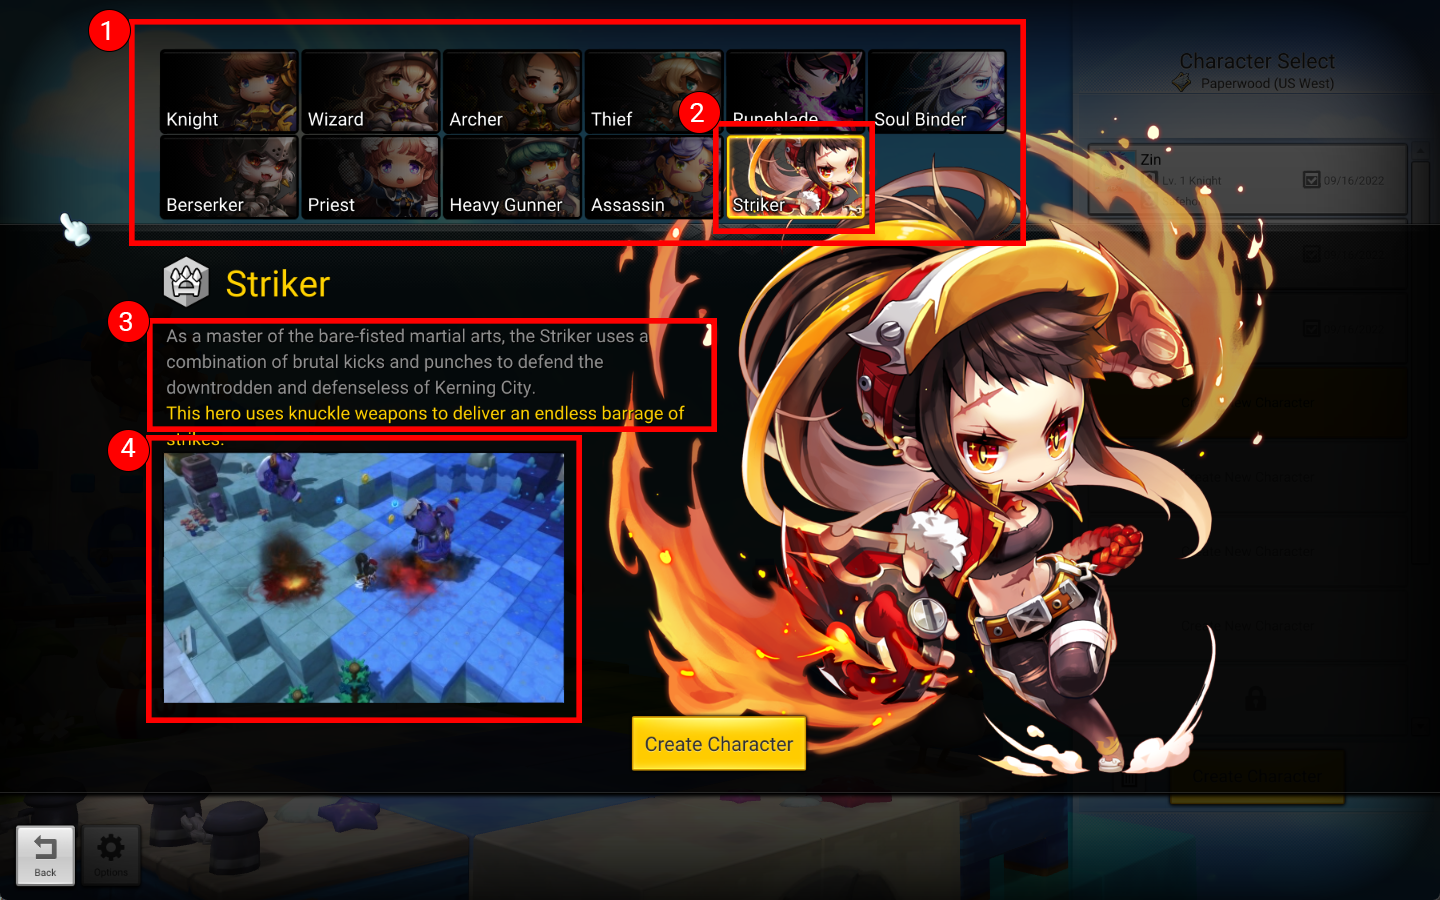 1
Character Select
Paperwood (US West)
Knight
Wizard
Archer
Thief
2
Runeblade
Soul Binder
Zin
Lv. 1 Knight
09/16/2022
Berserker
Priest
Heavy Gunner
Assassin
Striker
Striker
3
As a master of the bare-fisted martial arts, the Striker uses a
combination of brutal kicks and punches to defend the
downtrodden and defenseless of Kerning City.
This hero uses knuckle weapons to deliver an endless barrage of
strikes.
4
Create Character
Create Character
Back
Options